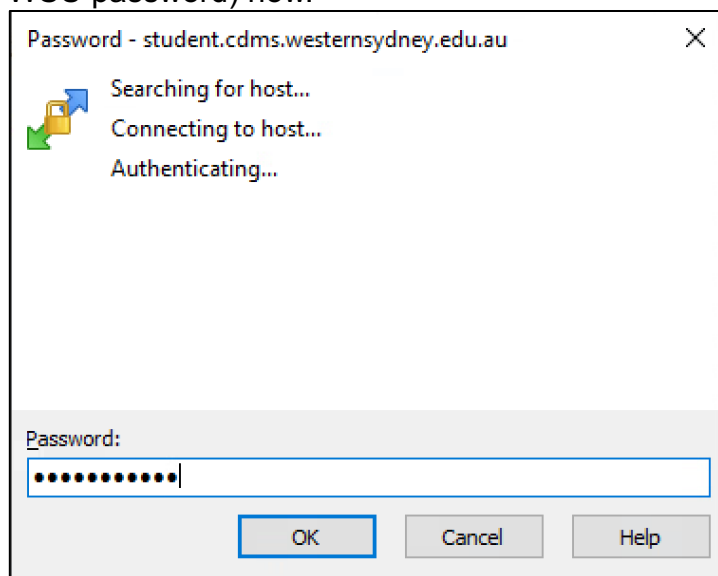 Password - student.cdms.westernsydney.edu.au
Searching for host...
Connecting to host...
Authenticating...
Password:
●●●●●●●●●●●
OK Cancel Help